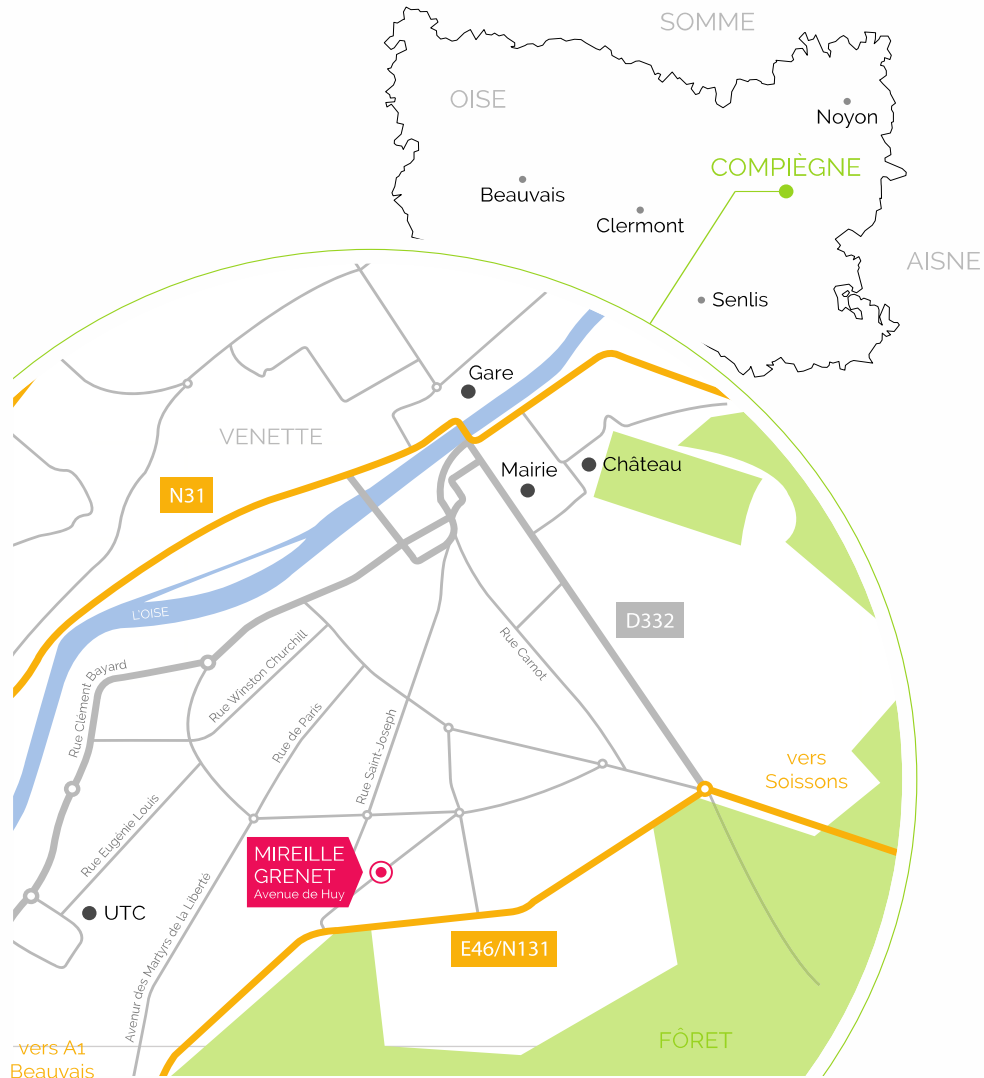 SOMME
OISE
Noyon
COMPIÈGNE
Beauvais
Clermont
AISNE
Senlis
Gare
VENETTE
Mairie
Château
N31
L'OISE
D332
Rue Carnot
Rue Clément Bayard
Rue Winston Churchill
Rue de Paris
Rue Saint-Joseph
vers
Soissons
Rue Eugénie Louis
MIREILLE
GRENET
Avenue de Huy
UTC
Avenur des Martyrs de la Liberté
E46/N131
FÔRET
vers A1
Beauvais